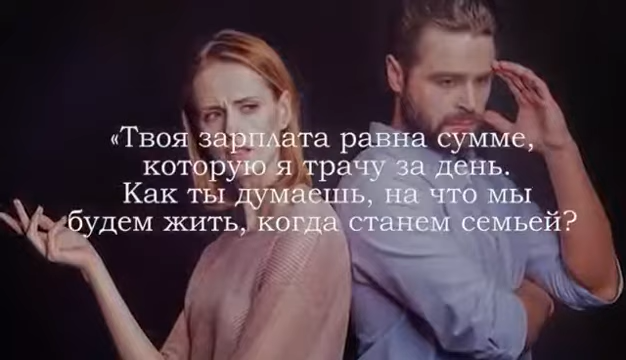 «Твоя зарплата равна сумме,
которую я трачу за день.
Как ты думаешь, на что мы
будем жить, когда станем семьей?